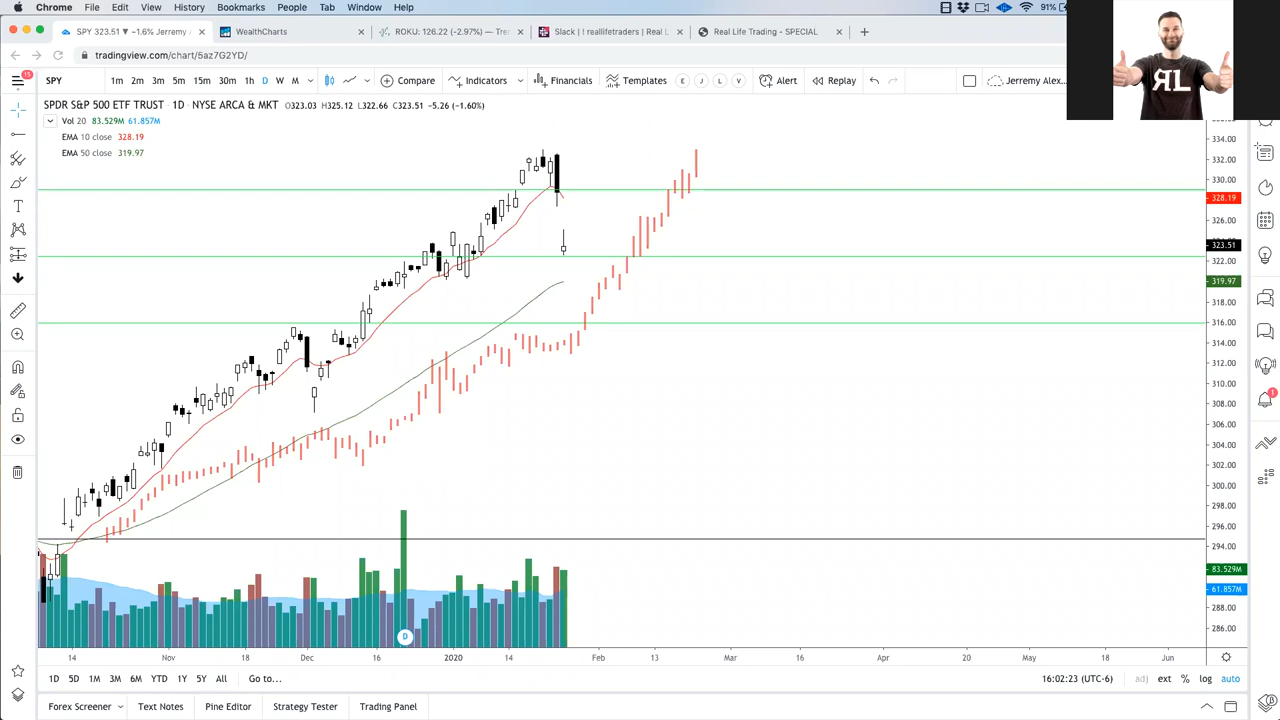 Chrome File Edit View History Bookmarks People Tab Window Help 91%
SPY 323.51 ▼ −1.6% Jerremy A × WealthCharts × ROKU: 126.22 (-2.97%) — Tre × Slack | ! reallifetraders | Real L × Real Life Trading - SPECIAL × +
tradingview.com/chart/5az7G2YD/
RL
15 SPY 1m 2m 3m 5m 15m 30m 1h D W M Compare Indicators Financials Templates E J L V Alert Replay Jerremy Alex...
SPDR S&P 500 ETF TRUST · 1D · NYSE ARCA & MKT O323.03 H325.12 L322.66 C323.51 −5.26 (−1.60%)
Vol 20 83.529M 61.857M
EMA 10 close 328.19
EMA 50 close 319.97
334.00
332.00
330.00
328.19
326.00
323.51
322.00
319.97
318.00
316.00
314.00
312.00
310.00
308.00
306.00
304.00
302.00
300.00
298.00
296.00
294.00
83.529M
61.857M
288.00
286.00
1
D
14 Nov 18 Dec 16 2020 14 Feb 13 Mar 16 Apr 20 May 18 Jun
1D 5D 1M 3M 6M YTD 1Y 5Y All Go to... 16:02:23 (UTC-6) adj ext % log auto
Forex Screener Text Notes Pine Editor Strategy Tester Trading Panel